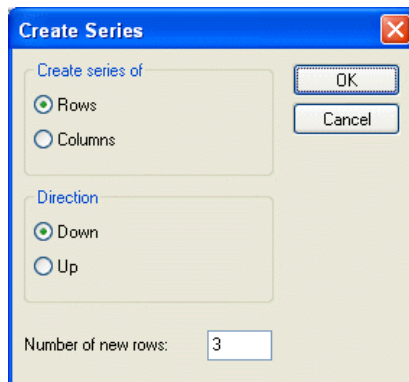 Create Series
Create series of
Rows
Columns
OK
Cancel
Direction
Down
Up
Number of new rows: 3